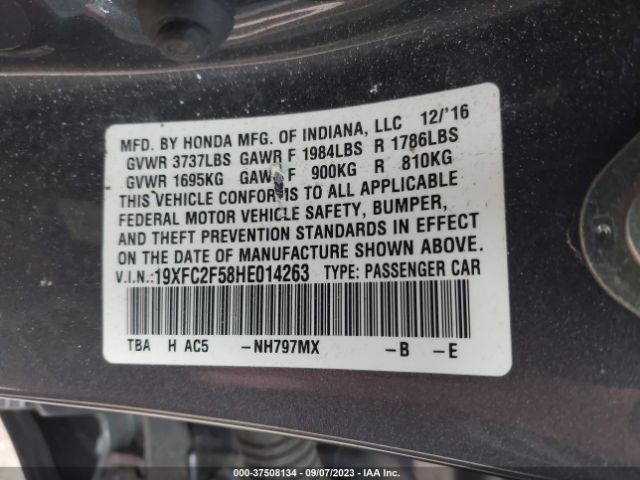 MFD. BY HONDA MFG. OF INDIANA, LLC 12/'16
GVWR 3737LBS GAWR F 1984LBS R 1786LBS
GVWR 1695KG GAWR F 900KG R 810KG
THIS VEHICLE CONFORMS TO ALL APPLICABLE
FEDERAL MOTOR VEHICLE SAFETY, BUMPER,
AND THEFT PREVENTION STANDARDS IN EFFECT
ON THE DATE OF MANUFACTURE SHOWN ABOVE.
V.I.N.:19XFC2F58HE014263 TYPE: PASSENGER CAR
TBA H AC5 -NH797MX -B -E
000-37508134 - 09/07/2023 - IAA Inc.